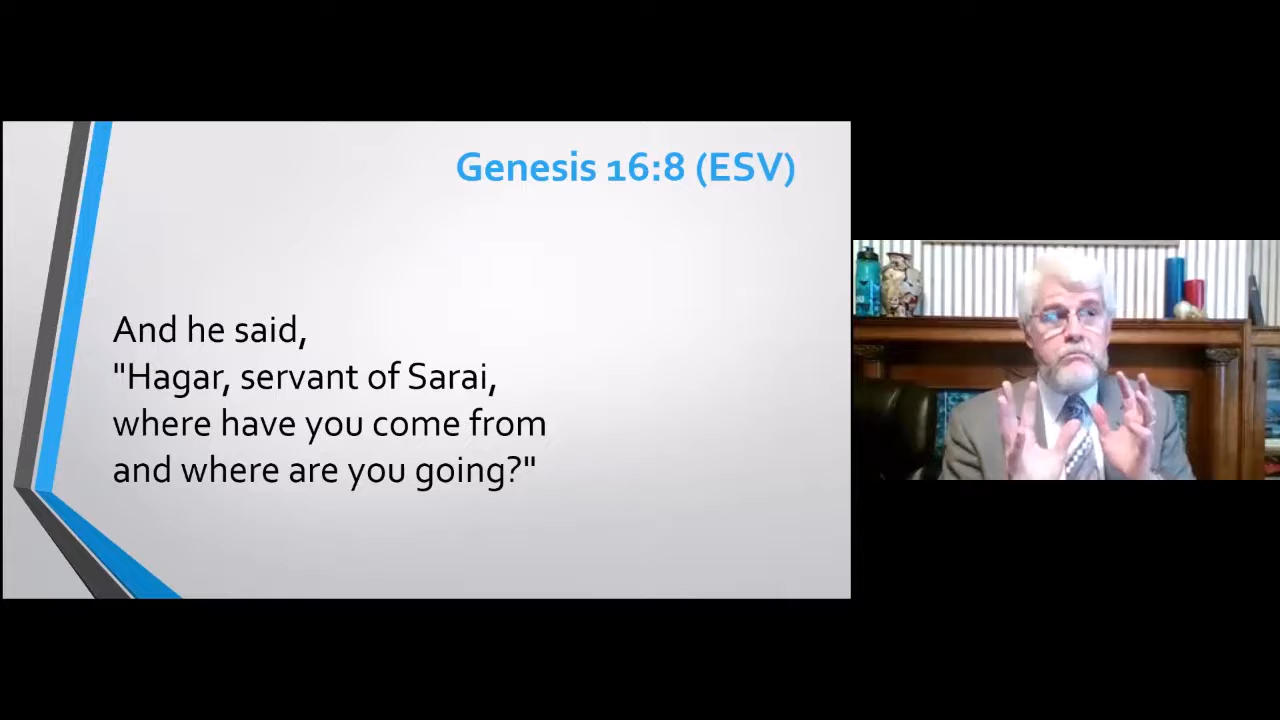 Genesis 16:8 (ESV)
And he said,
"Hagar, servant of Sarai,
where have you come from
and where are you going?"